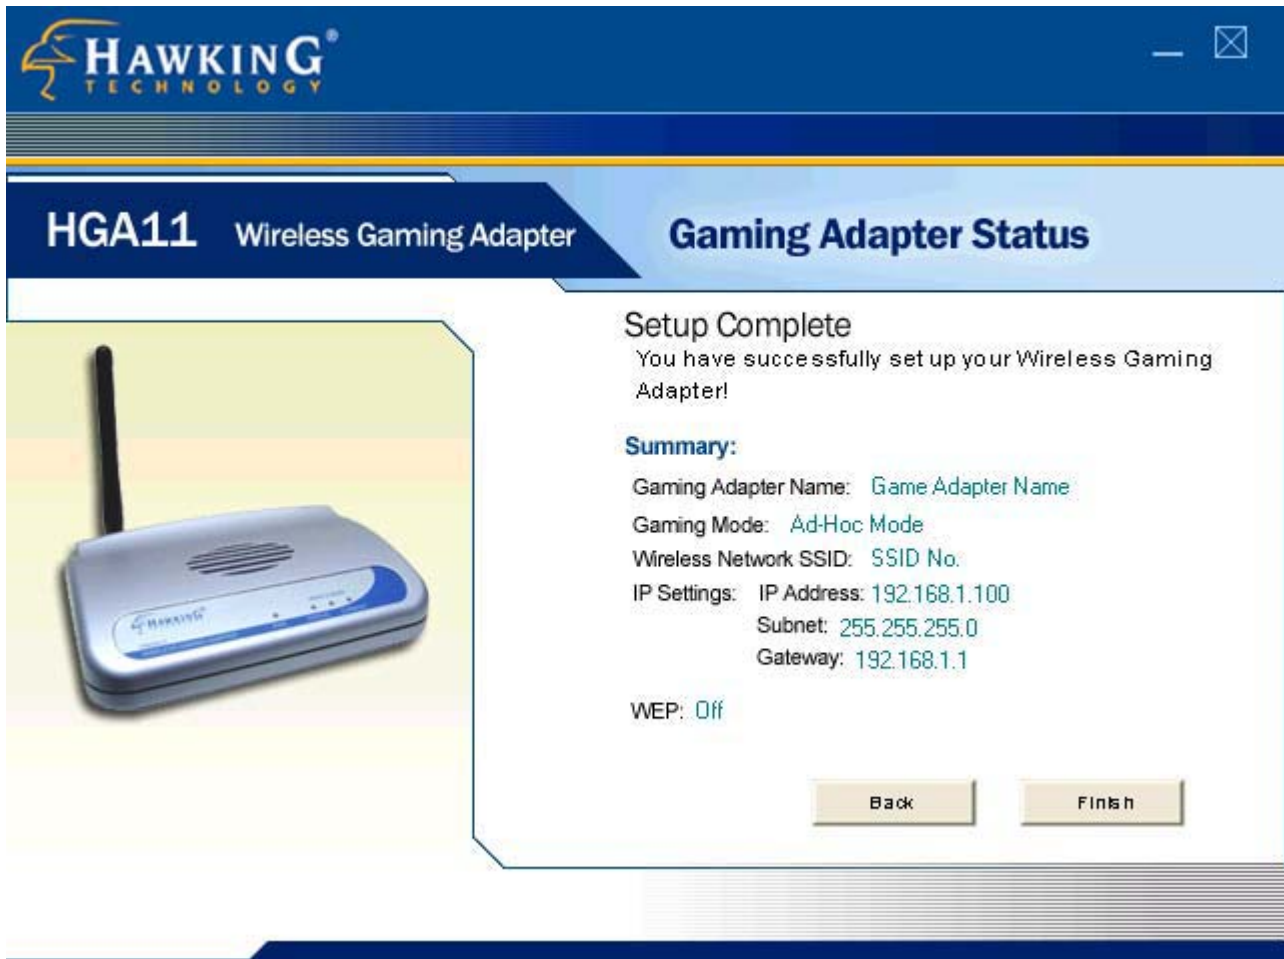 HAWKING®
TECHNOLOGY
HGA11 Wireless Gaming Adapter
Gaming Adapter Status
Setup Complete
You have successfully set up your Wireless Gaming
Adapter!
Summary:
Gaming Adapter Name: Game Adapter Name
Gaming Mode: Ad-Hoc Mode
Wireless Network SSID: SSID No.
IP Settings: IP Address: 192.168.1.100
Subnet: 255.255.255.0
Gateway: 192.168.1.1
WEP: Off
Back
Finish
HAWKING